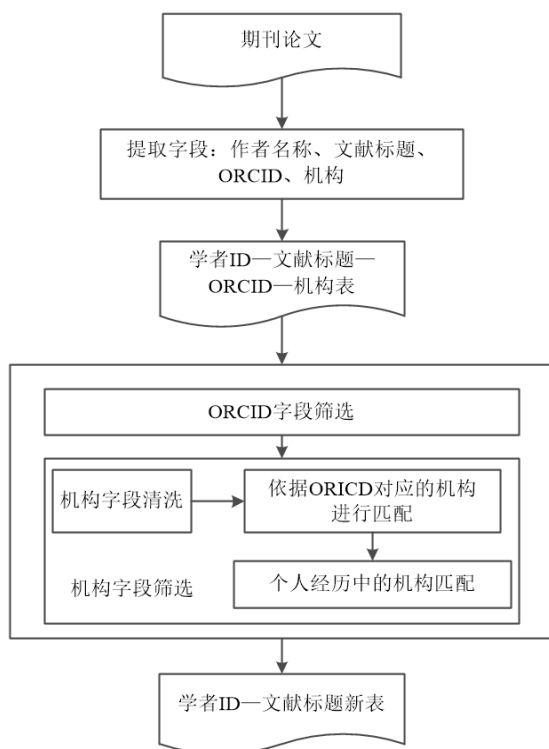 期刊论文
提取字段：作者名称、文献标题、
ORCID、机构
学者ID—文献标题—
ORCID—机构表
ORCID字段筛选
机构字段清洗
依据ORICD对应的机构
进行匹配
个人经历中的机构匹配
机构字段筛选
学者ID—文献标题新表